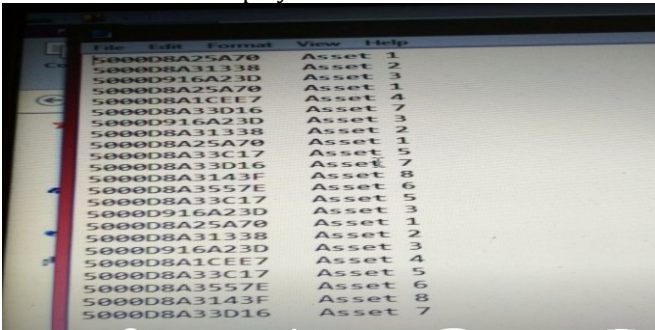 File Edit Format View Help
5000D8A25A70 Asset 1
5000D8A31338 Asset 2
5000D916A23D Asset 3
5000D8A25A70 Asset 1
5000D8A1CEE7 Asset 4
5000D8A33D16 Asset 7
5000D916A23D Asset 3
5000D8A31338 Asset 2
5000D8A25A70 Asset 1
5000D8A33C17 Asset 5
5000D8A33D16 Asset 7
5000D8A3143F Asset 8
5000D8A3557E Asset 6
5000D8A33C17 Asset 5
5000D916A23D Asset 3
5000D8A25A70 Asset 1
5000D8A31338 Asset 2
5000D916A23D Asset 3
5000D8A1CEE7 Asset 4
5000D8A33C17 Asset 5
5000D8A3557E Asset 6
5000D8A3143F Asset 8
5000D8A33D16 Asset 7